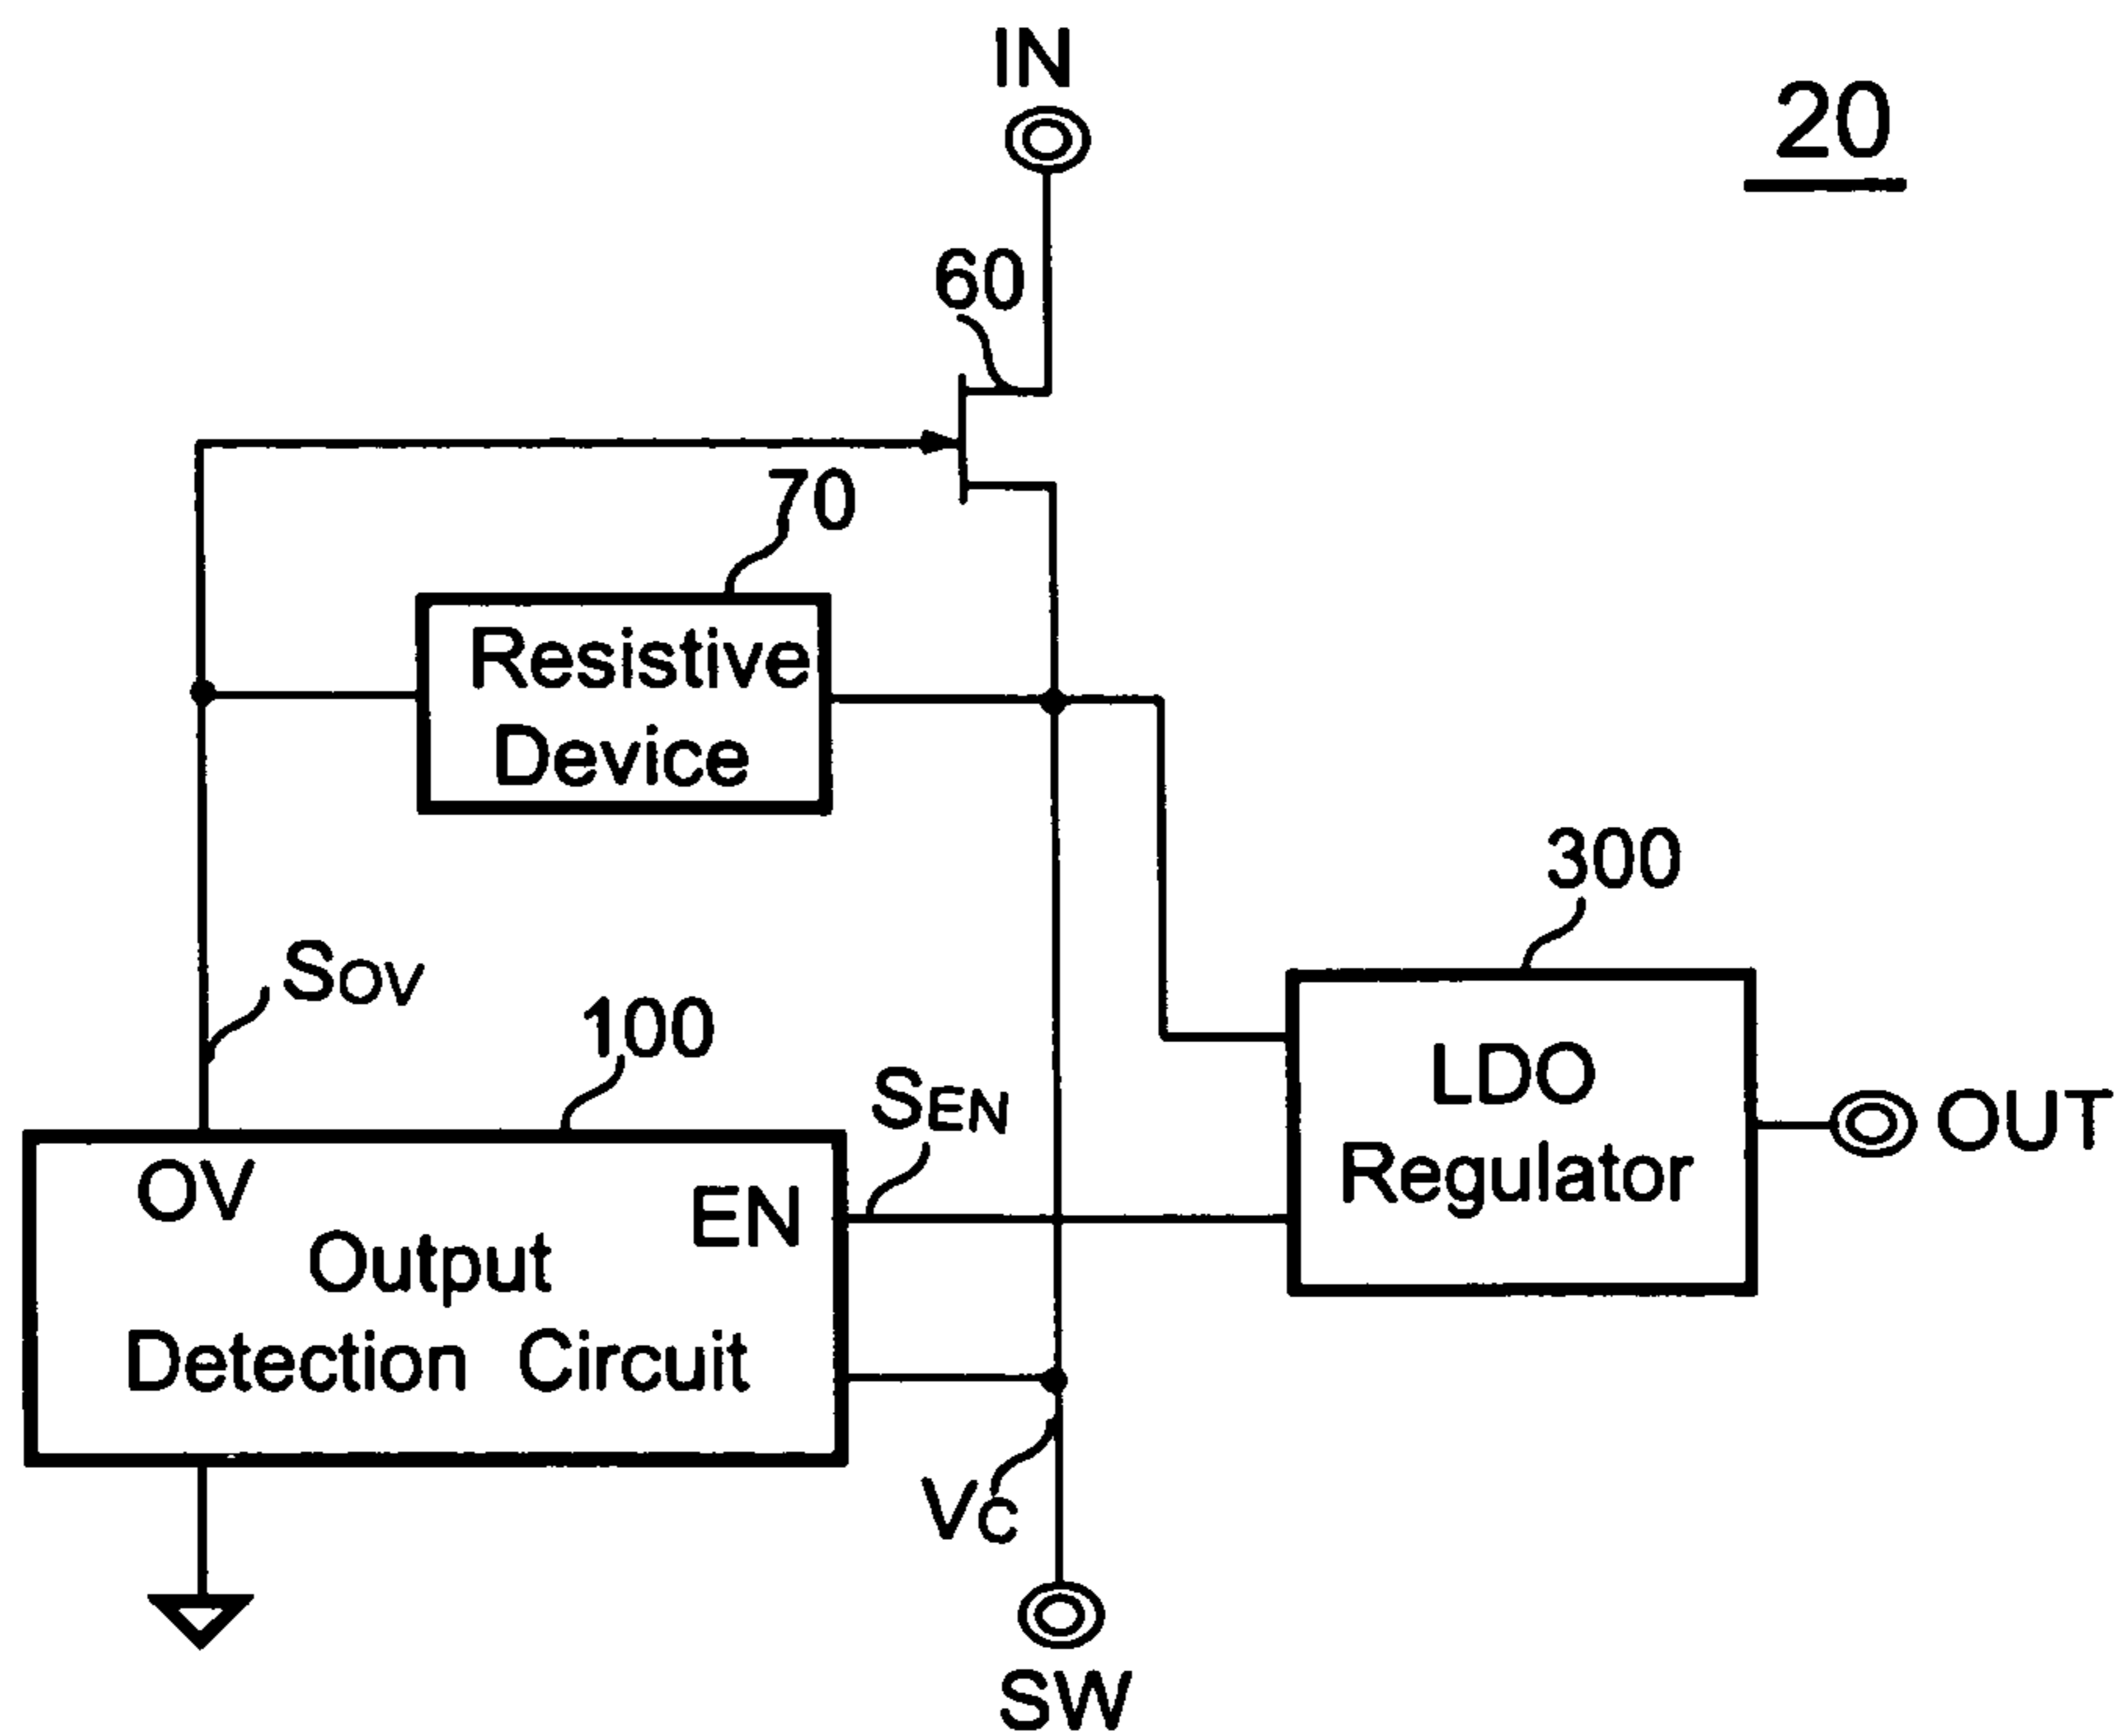 IN
20
60
70
Resistive
Device
300
SOV
100
SEN
LDO
Regulator
OUT
OV
EN
Output
Detection Circuit
VC
SW